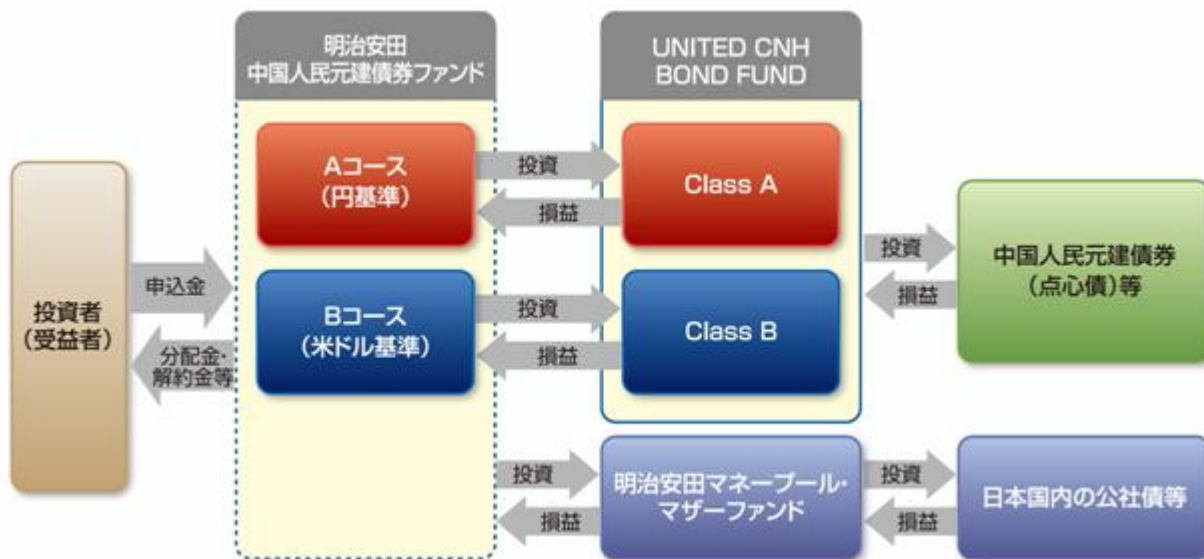 明治安田
中国人民元建債券ファンド
UNITED CNH
BOND FUND
Aコース
(円基準)
投資
損益
Class A
投資者
(受益者)
申込金
分配金・
解約金等
Bコース
(米ドル基準)
投資
損益
Class B
投資
損益
中国人民元建債券
(点心債)等
投資
損益
明治安田マネープール・
マザーファンド
投資
損益
日本国内の公社債等